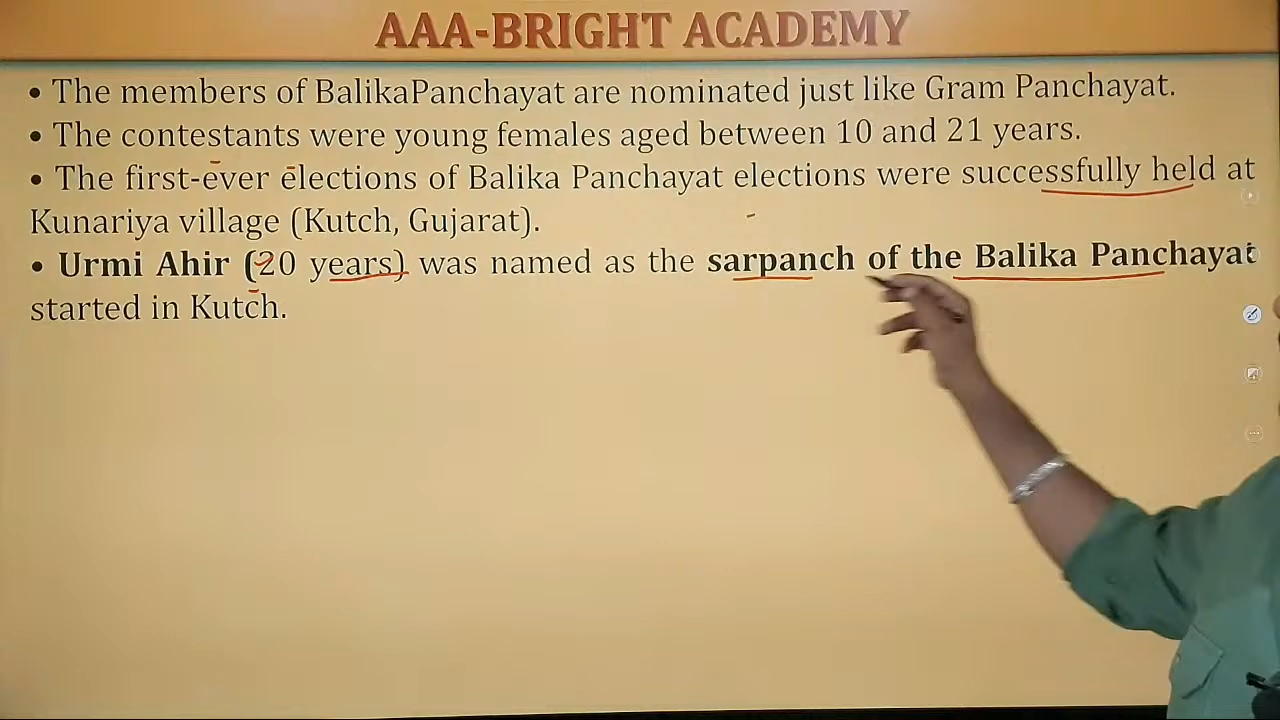 AAA-BRIGHT ACADEMY
• The members of BalikaPanchayat are nominated just like Gram Panchayat.
• The contestants were young females aged between 10 and 21 years.
• The first-ever elections of Balika Panchayat elections were successfully held at
Kunariya village (Kutch, Gujarat).
• Urmi Ahir (20 years) was named as the sarpanch of the Balika Panchayat
started in Kutch.